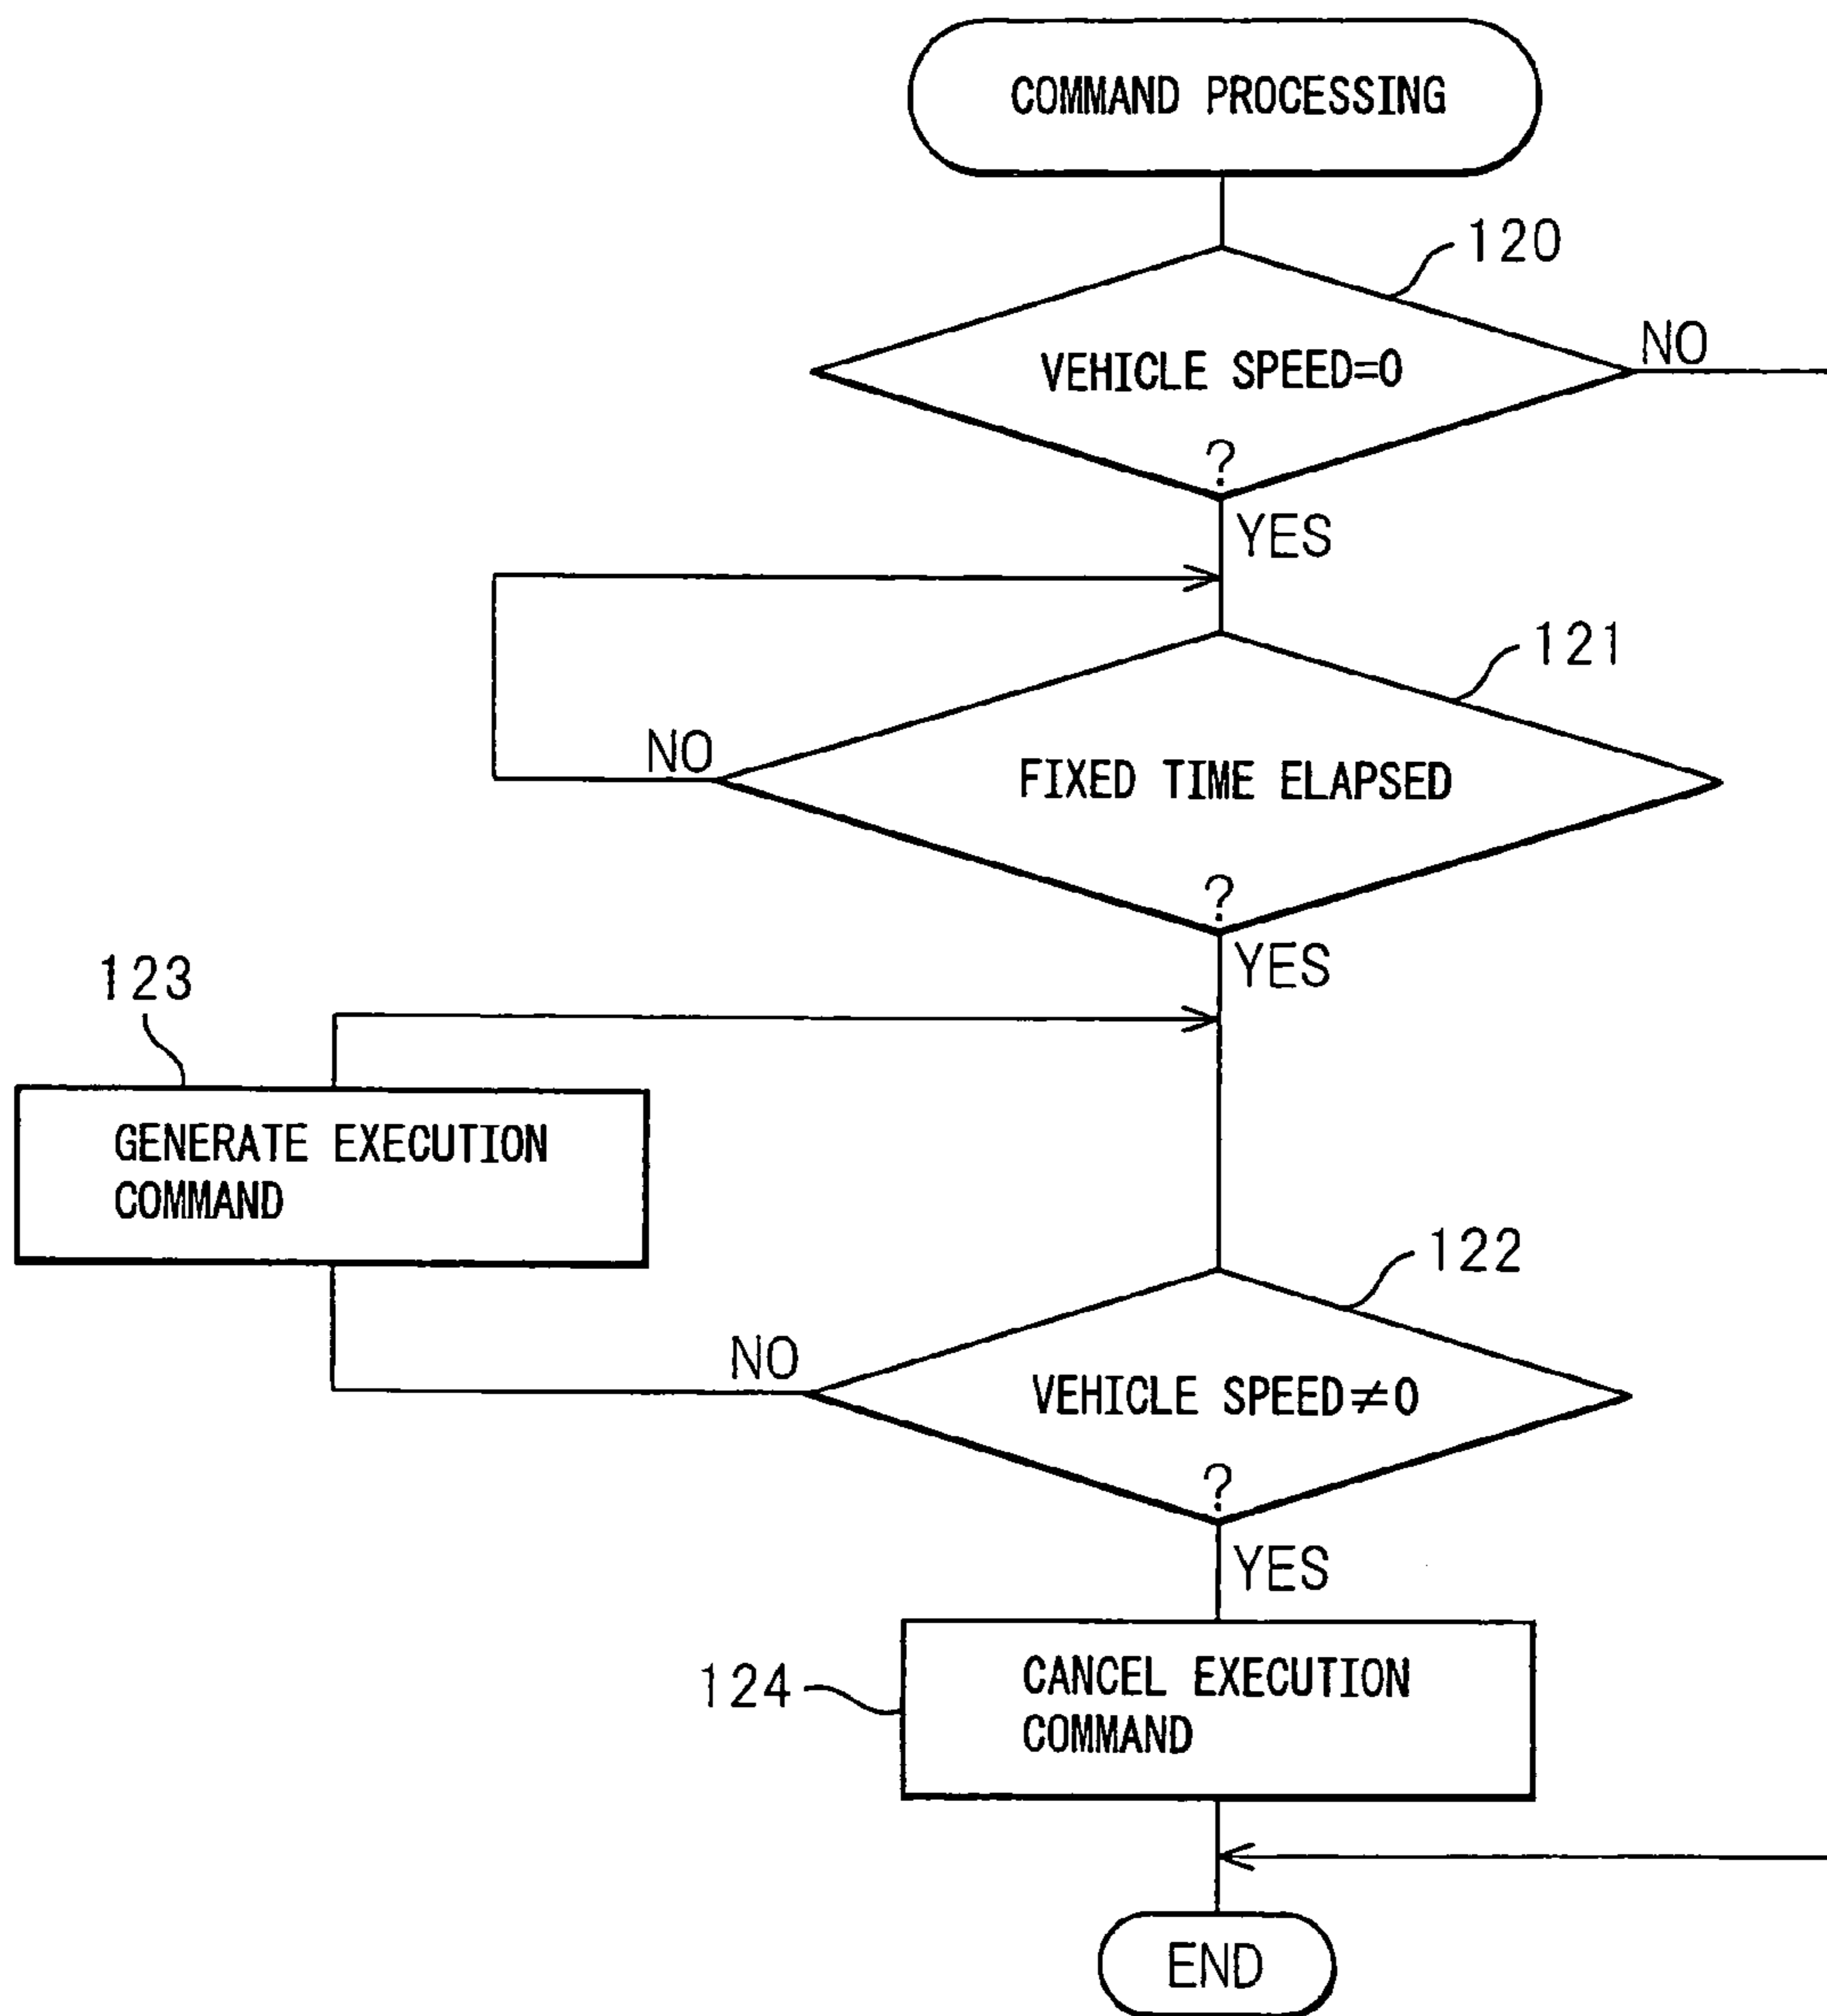 COMMAND PROCESSING
120
VEHICLE SPEED=0
?
NO
YES
121
FIXED TIME ELAPSED
?
NO
YES
123
GENERATE EXECUTION
COMMAND
122
VEHICLE SPEED≠0
?
NO
YES
124
CANCEL EXECUTION
COMMAND
END